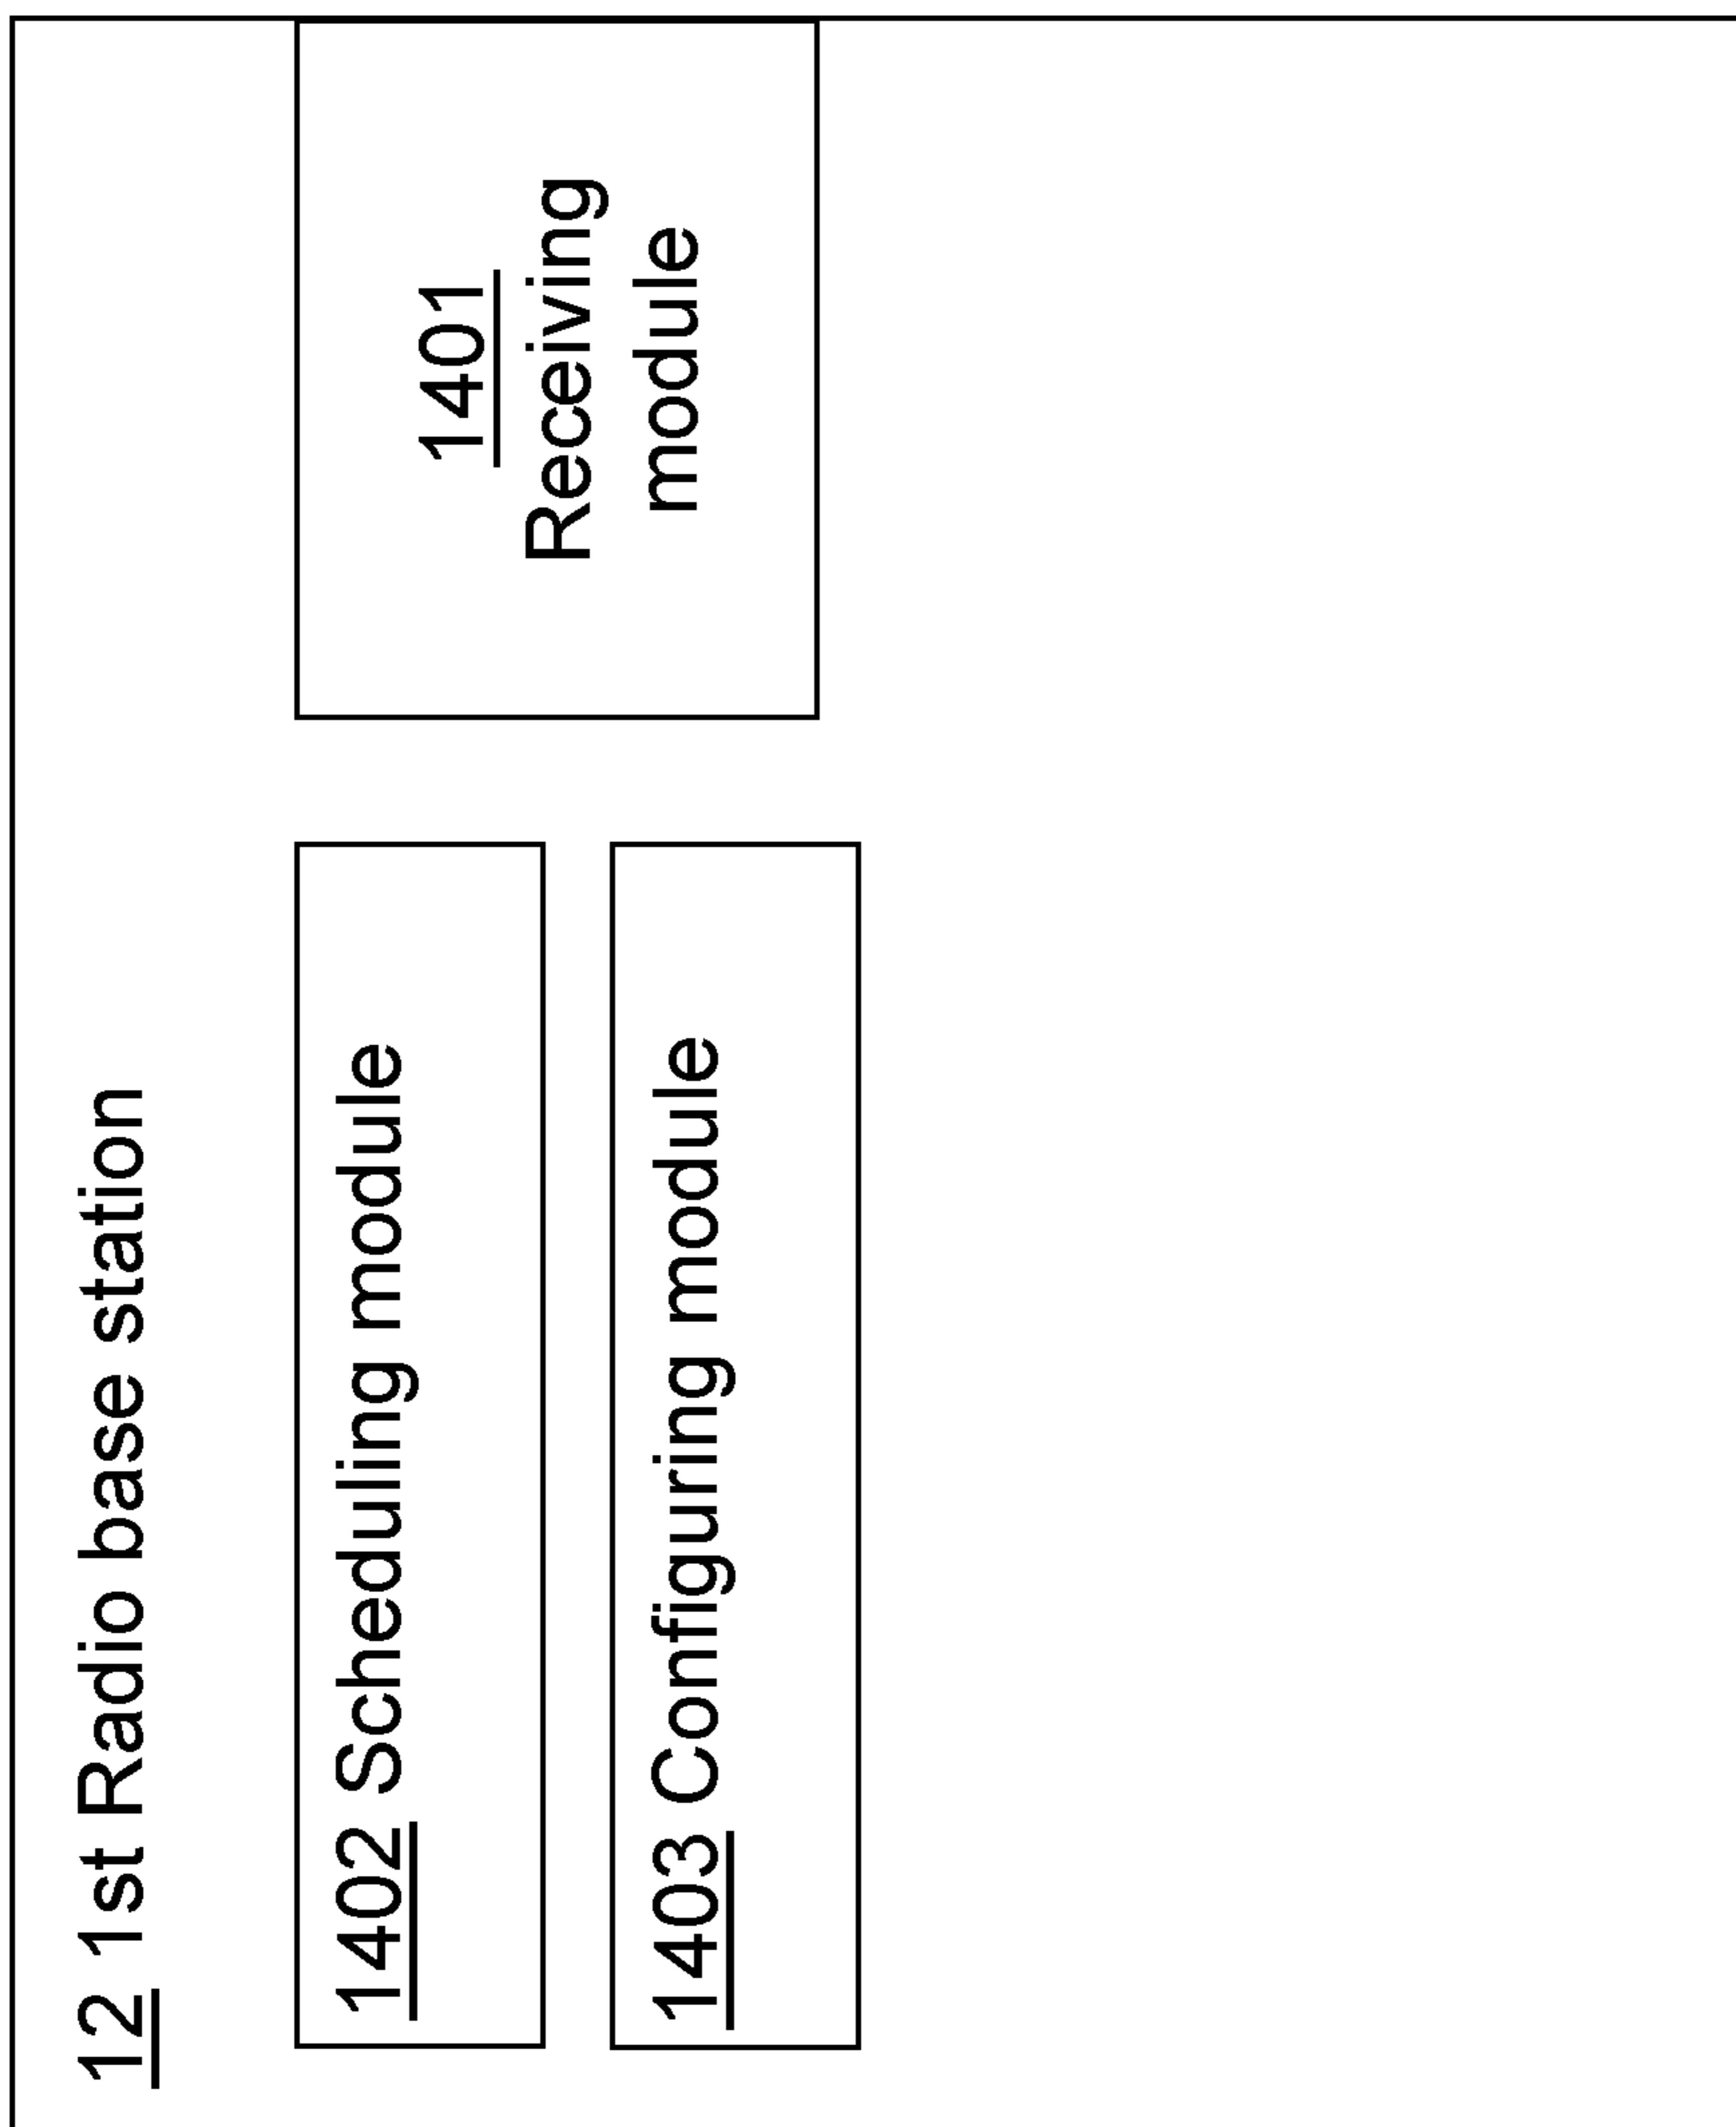 12 1st Radio base station
1402 Scheduling module
1403 Configuring module
1401
Receiving
module